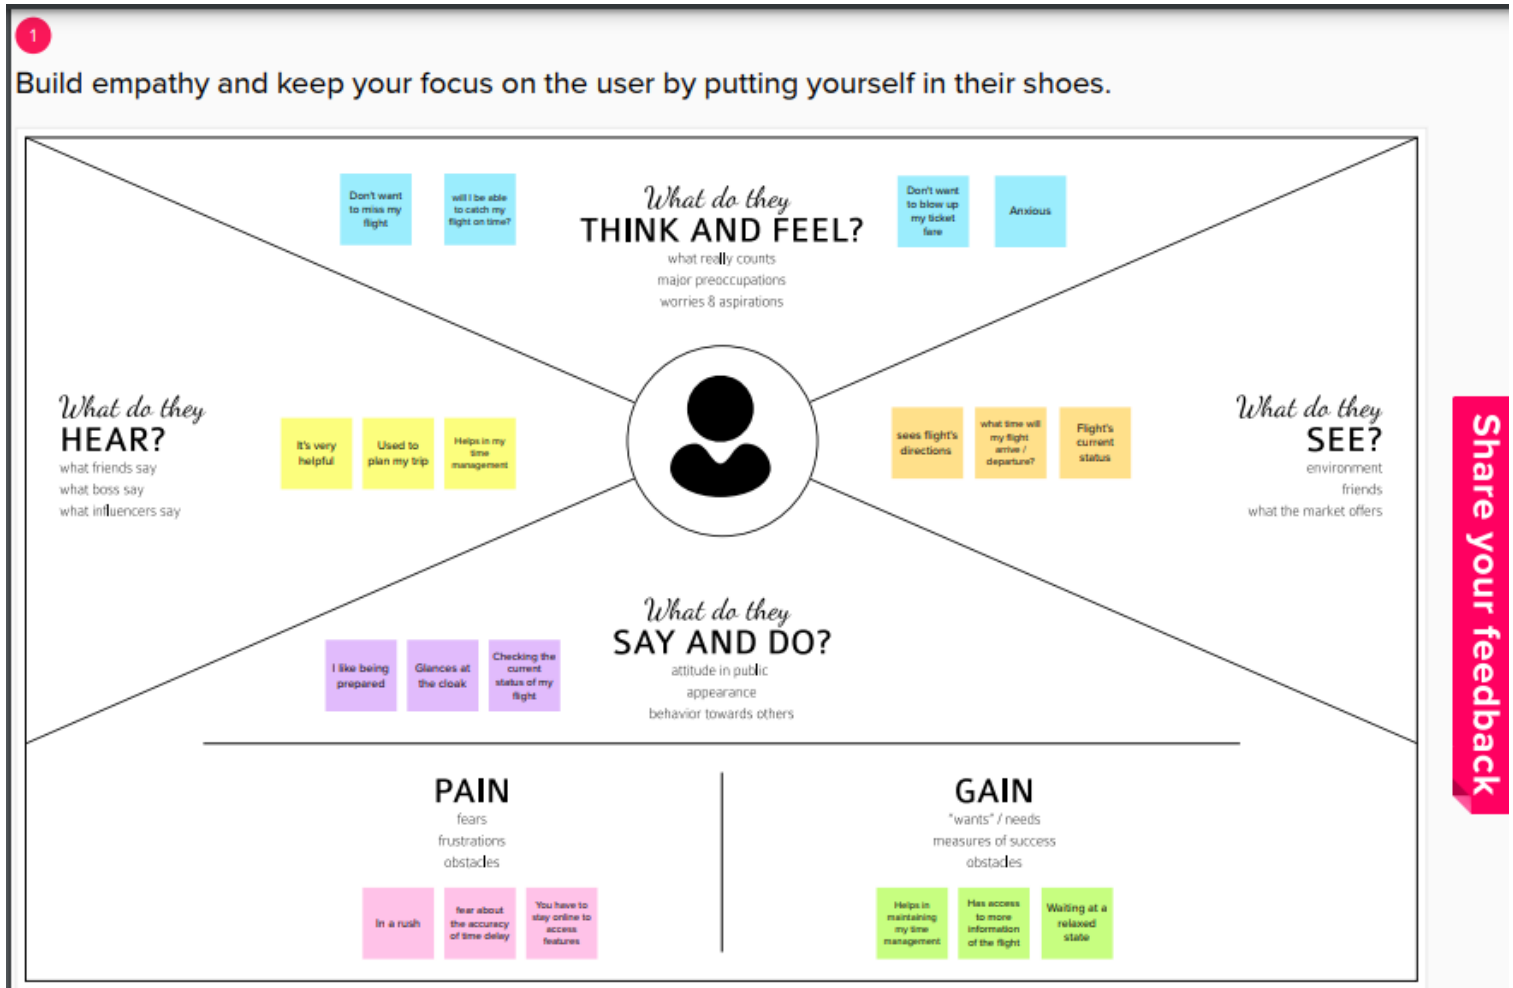 1
Build empathy and keep your focus on the user by putting yourself in their shoes.
Don't want
to miss my
flight
will I be able
to catch my
flight on time?
What do they
THINK AND FEEL?
what really counts
major preoccupations
worries & aspirations
Don't want
to blow up
my ticket
fare
Anxious
What do they
HEAR?
what friends say
what boss say
what influencers say
It's very
helpful
Used to
plan my trip
Helps in my
time
management
sees flight's
directions
what time will
my flight
arrive /
departure?
Flight's
current
status
What do they
SEE?
environment
friends
what the market offers
What do they
SAY AND DO?
attitude in public
appearance
behavior towards others
I like being
prepared
Glances at
the cloak
Checking the
current
status of my
flight
PAIN
fears
frustrations
obstacles
In a rush
fear about
the accuracy
of time delay
You have to
stay online to
access
features
GAIN
"wants" / needs
measures of success
obstacles
Helps in
maintaining
my time
management
Has access
to more
information
of the flight
Waiting at a
relaxed
state
Share your feedback